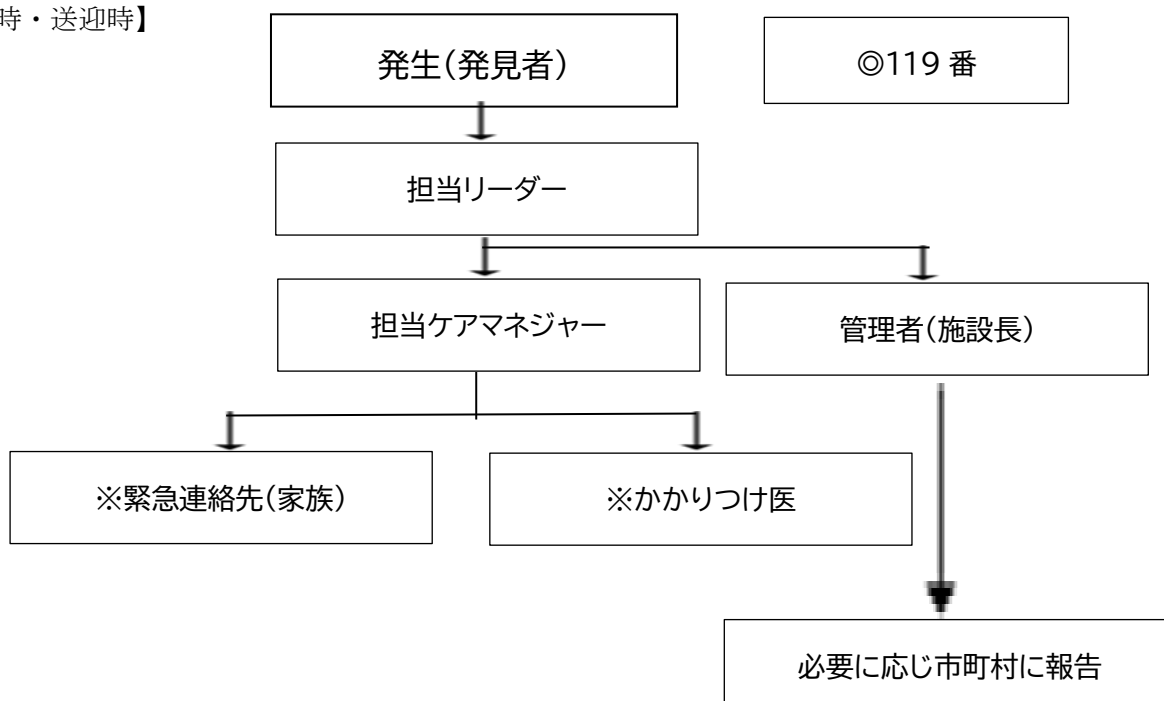 時・送迎時】
発生(発見者)
◎119 番
担当リーダー
担当ケアマネジャー
管理者(施設長)
※緊急連絡先(家族)
※かかりつけ医
必要に応じ市町村に報告